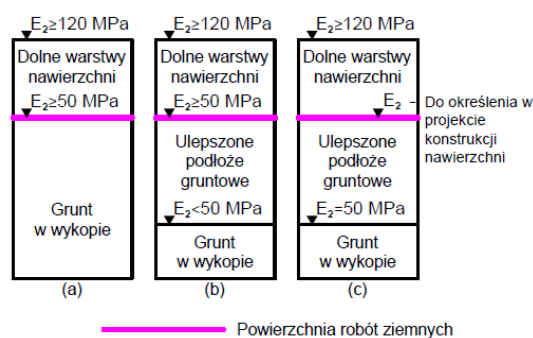 E₂≥120 MPa
Dolne warstwy
nawierzchni
E₂≥50 MPa
Grunt
w wykopie
(a)
E₂≥120 MPa
Dolne warstwy
nawierzchni
E₂≥50 MPa
Ulepszone
podłoże
gruntowe
E₂<50 MPa
Grunt
w wykopie
(b)
E₂≥120 MPa
Dolne warstwy
nawierzchni
E₂ - Do określenia w
projekcie
konstrukcji
nawierzchni
Ulepszone
podłoże
gruntowe
E₂=50 MPa
Grunt
w wykopie
(c)
Powierzchnia robót ziemnych